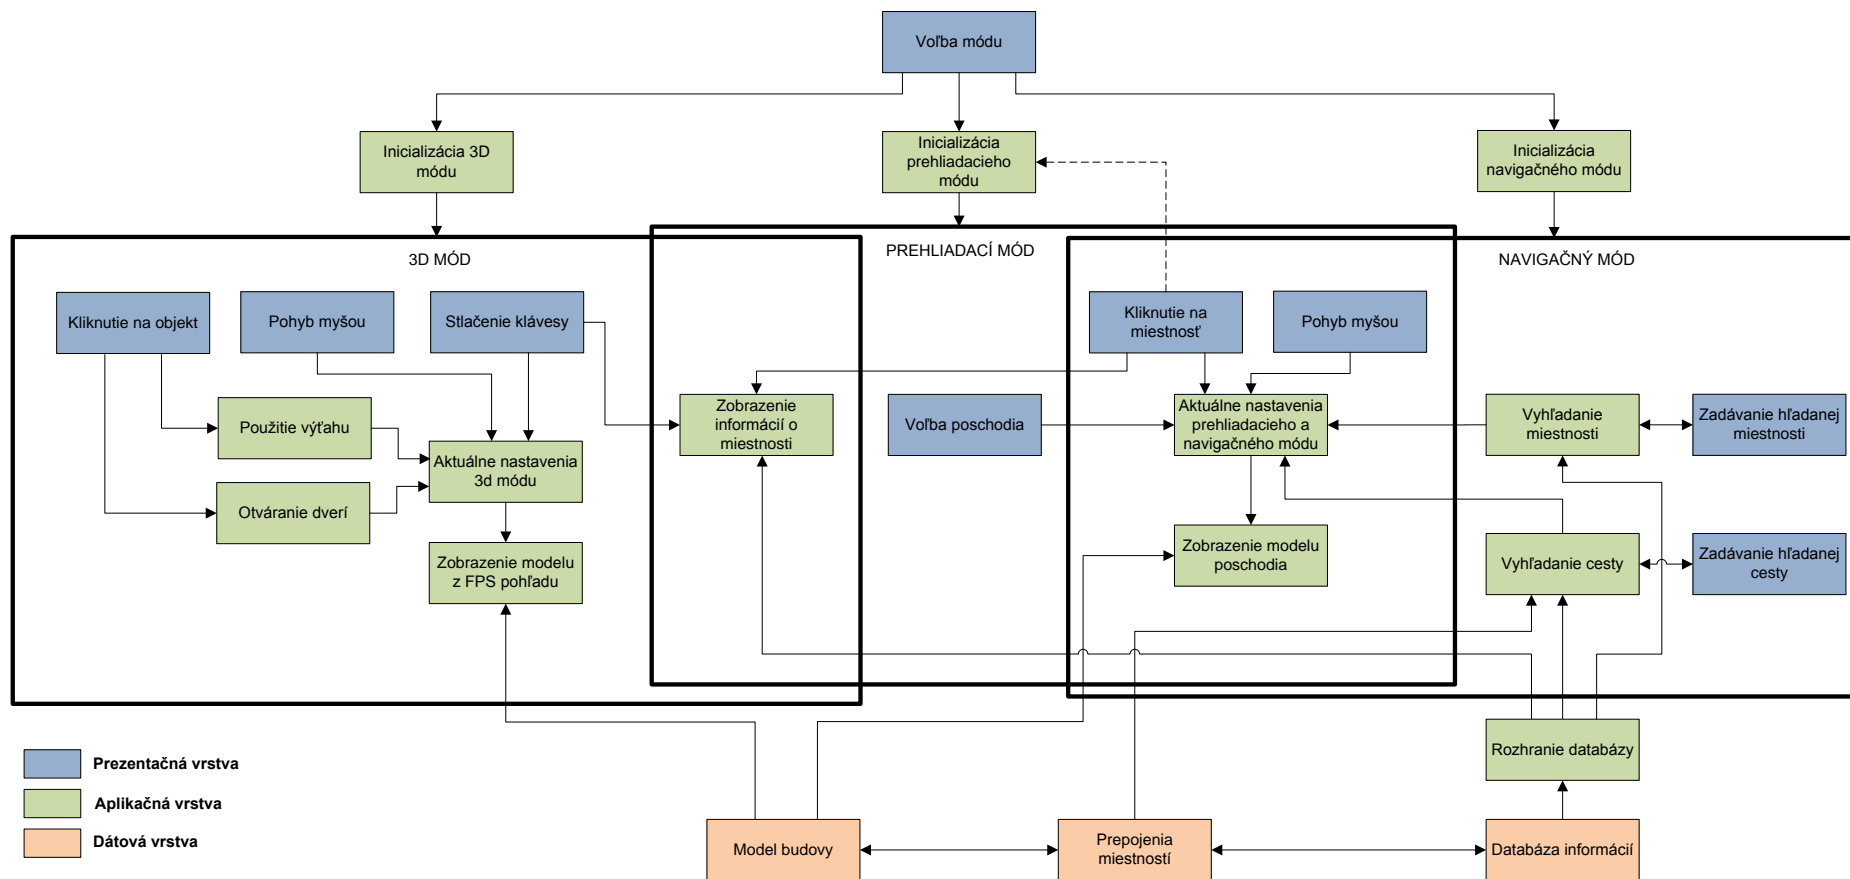 Voľba módu
Inicializácia 3D
módu
Inicializácia
prehliadacieho
módu
Inicializácia
navigačného módu
3D MÓD
PREHLIADACÍ MÓD
NAVIGAČNÝ MÓD
Kliknutie na objekt
Pohyb myšou
Stlačenie klávesy
Kliknutie na
miestnosť
Pohyb myšou
Použitie výťahu
Zobrazenie
informácií o
miestnosti
Voľba poschodia
Aktuálne nastavenia
prehliadacieho a
navigačného módu
Vyhľadanie
miestnosti
Zadávanie hľadanej
miestnosti
Aktuálne nastavenia
3d módu
Otváranie dverí
Zobrazenie modelu
z FPS pohľadu
Zobrazenie modelu
poschodia
Vyhľadanie cesty
Zadávanie hľadanej
cesty
Rozhranie databázy
Prezentačná vrstva
Aplikačná vrstva
Dátová vrstva
Model budovy
Prepojenia
miestností
Databáza informácií